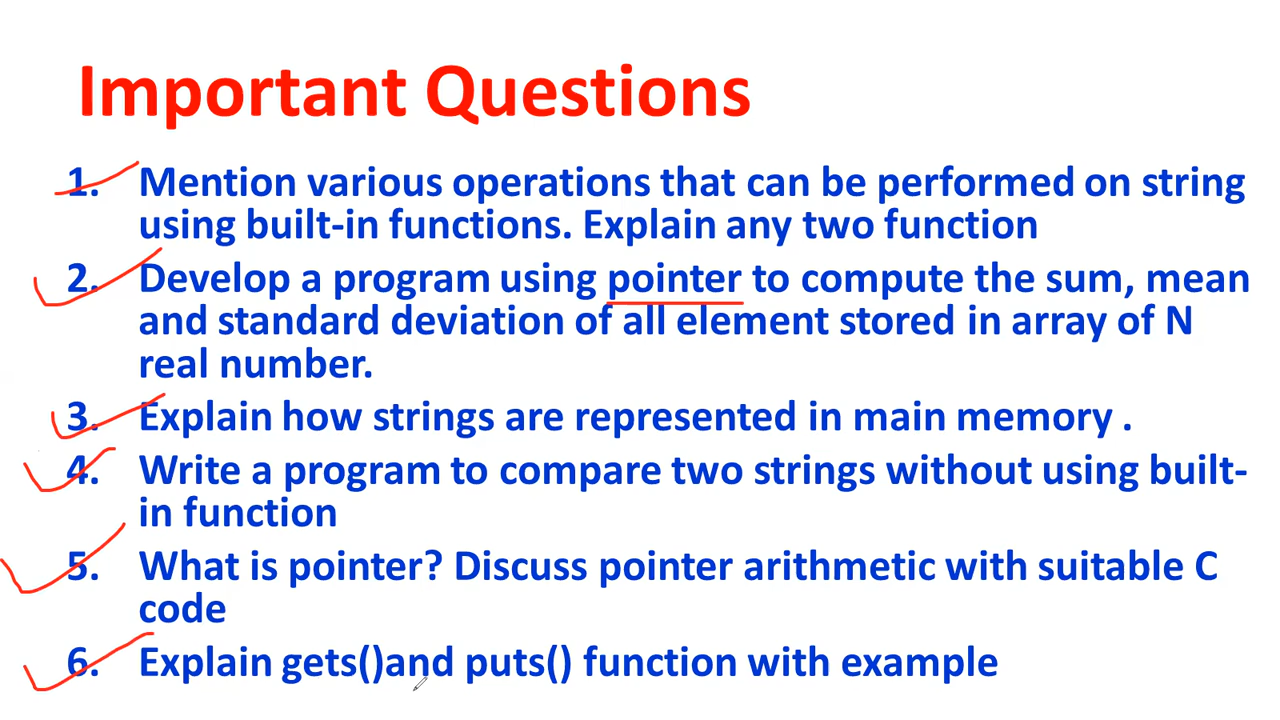 Important Questions
1. Mention various operations that can be performed on string
using built-in functions. Explain any two function
2. Develop a program using pointer to compute the sum, mean
and standard deviation of all element stored in array of N
real number.
3. Explain how strings are represented in main memory .
4. Write a program to compare two strings without using built-
in function
5. What is pointer? Discuss pointer arithmetic with suitable C
code
6. Explain gets()and puts() function with example